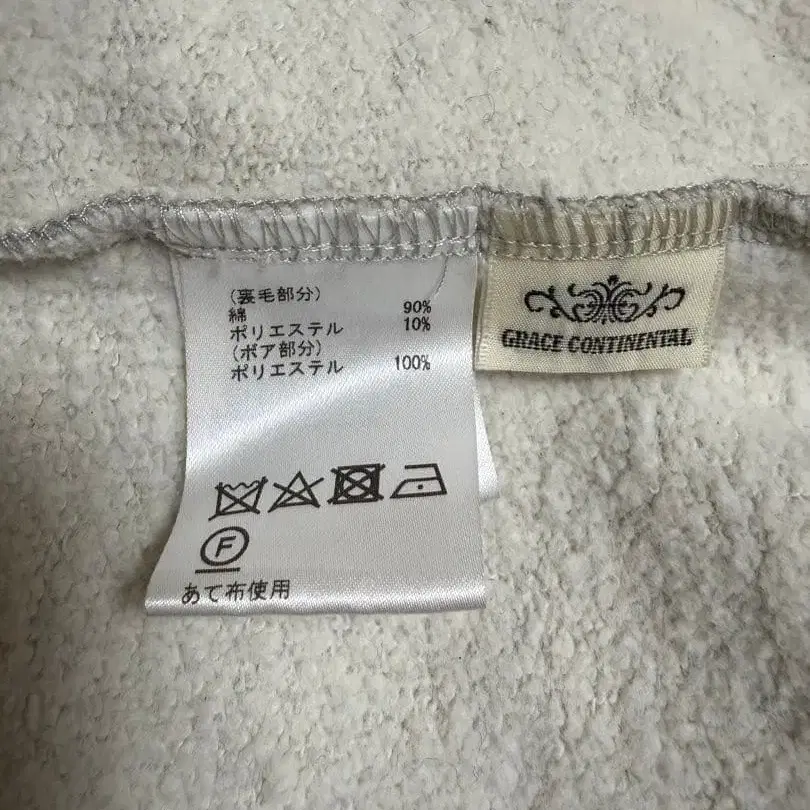 (裏毛部分)
綿 90%
ポリエステル 10%
(ボア部分)
ポリエステル 100%
F
あて布使用
GRACE CONTINENTAL